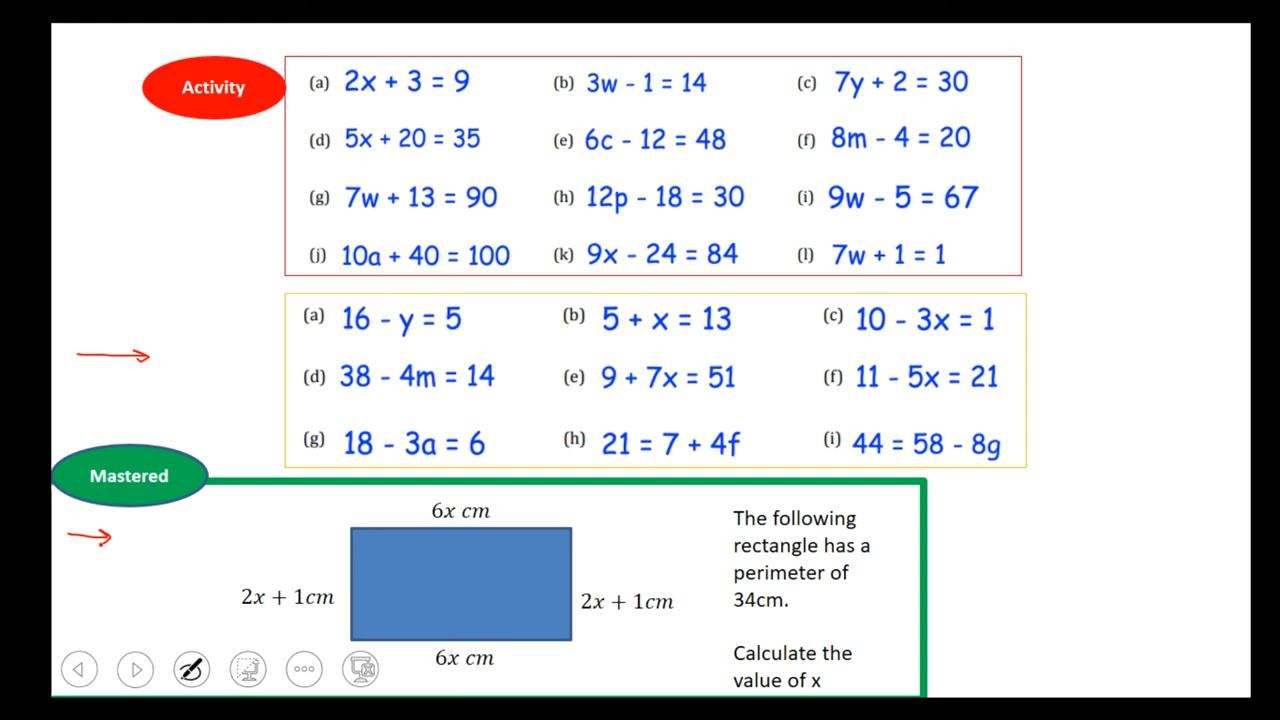 Activity
(a) 2x + 3 = 9 (b) 3w - 1 = 14 (c) 7y + 2 = 30
(d) 5x + 20 = 35 (e) 6c - 12 = 48 (f) 8m - 4 = 20
(g) 7w + 13 = 90 (h) 12p - 18 = 30 (i) 9w - 5 = 67
(j) 10a + 40 = 100 (k) 9x - 24 = 84 (l) 7w + 1 = 1
(a) 16 - y = 5 (b) 5 + x = 13 (c) 10 - 3x = 1
(d) 38 - 4m = 14 (e) 9 + 7x = 51 (f) 11 - 5x = 21
(g) 18 - 3a = 6 (h) 21 = 7 + 4f (i) 44 = 58 - 8g
Mastered
6x cm
2x + 1cm
2x + 1cm
6x cm
The following
rectangle has a
perimeter of
34cm.
Calculate the
value of x